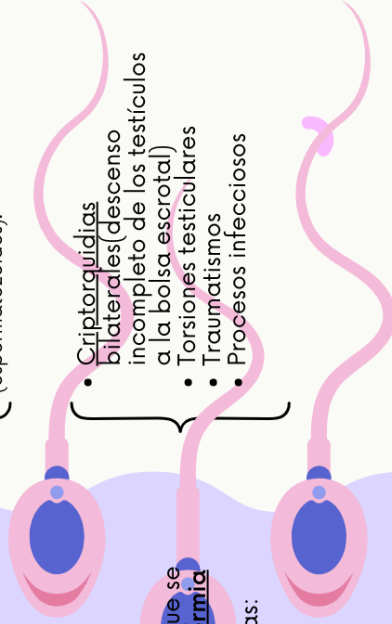 ue se
rmia
as:
• Criptorquidias
bilaterales(descenso
incompleto de los testículos
a la bolsa escrotal)
• Torsiones testiculares
• Traumatismos
• Procesos infecciosos